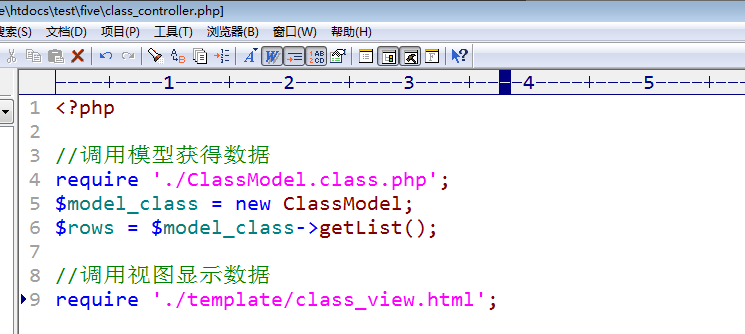 e\htdocs\test\five\class_controller.php]
搜索(S) 文档(D) 项目(P) 工具(T) 浏览器(B) 窗口(W) 帮助(H)
----+----1----+----2----+----3----+----4----+----5----+--
1 <?php
2
3 //调用模型获得数据
4 require './ClassModel.class.php';
5 $model_class = new ClassModel;
6 $rows = $model_class->getList();
7
8 //调用视图显示数据
9 require './template/class_view.html';